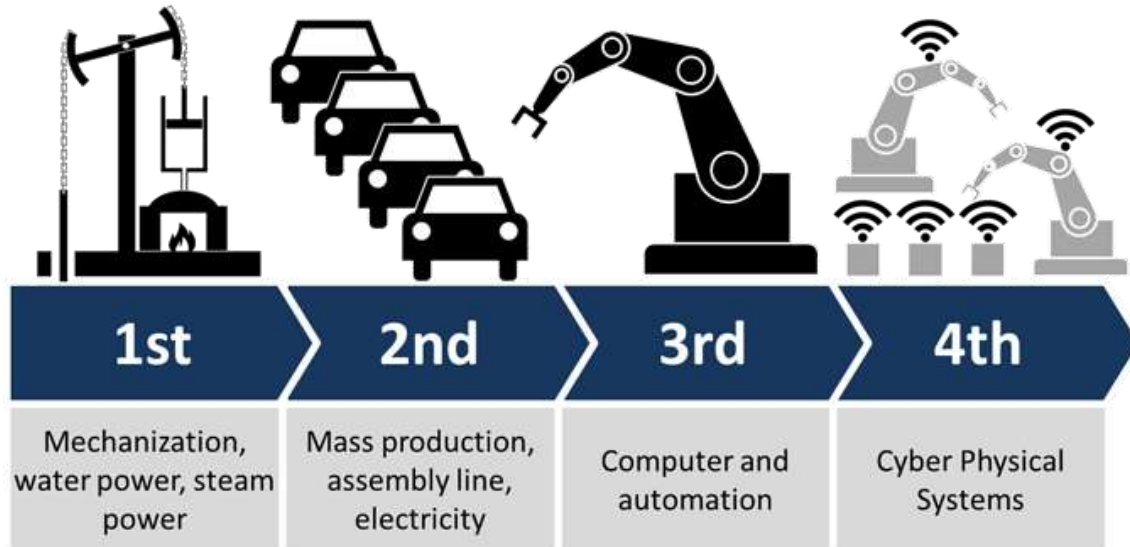 1st
2nd
3rd
4th
Mechanization,
water power, steam
power
Mass production,
assembly line,
electricity
Computer and
automation
Cyber Physical
Systems